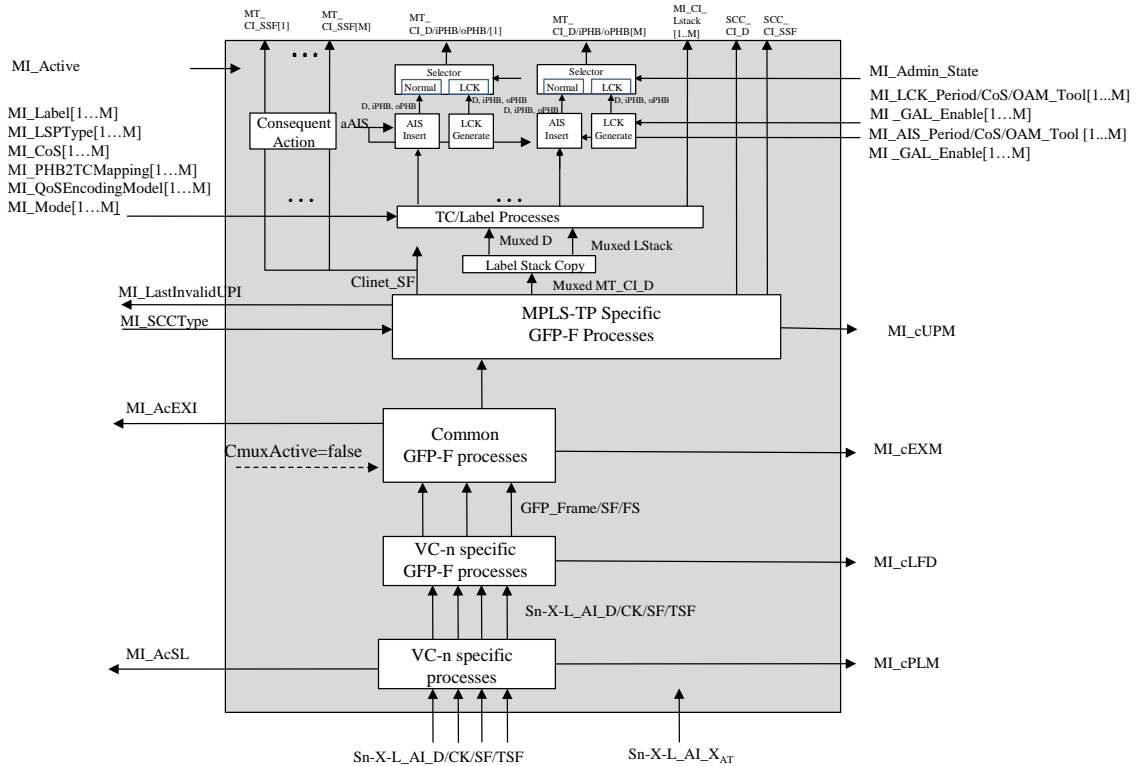 MT_
CI_SSF[1]
MT_
CI_SSF[M]
MT_
CI_D/iPHB/oPHB/[1]
MT_
CI_D/iPHB/oPHB[M]
MI_CI_
Lstack
[1..M]
SCC_
CI_D
SCC_
CI_SSF
MI_Active
• • •
Selector
Normal
LCK
Selector
Normal
LCK
MI_Admin_State
MI_LCK_Period/CoS/OAM_Tool[1...M]
MI _GAL_Enable[1…M]
MI_AIS_Period/CoS/OAM_Tool [1...M]
MI _GAL_Enable[1…M]
MI_Label[1…M]
MI_LSPType[1…M]
MI_CoS[1…M]
MI_PHB2TCMapping[1…M]
MI_QoSEncodingModel[1…M]
MI_Mode[1…M]
D, iPHB, oPHB
D, iPHB, oPHB
D, iPHB, oPHB
D, iPHB, oPHB
Consequent
Action
aAIS
AIS
Insert
LCK
Generate
AIS
Insert
LCK
Generate
• • •
• • •
TC/Label Processes
Muxed D
Muxed LStack
Label Stack Copy
Clinet_SF
Muxed MT_CI_D
MI_LastInvalidUPI
MI_SCCType
MPLS-TP Specific
GFP-F Processes
MI_cUPM
MI_AcEXI
Common
GFP-F processes
CmuxActive=false
MI_cEXM
GFP_Frame/SF/FS
VC-n specific
GFP-F processes
MI_cLFD
Sn-X-L_AI_D/CK/SF/TSF
MI_AcSL
VC-n specific
processes
MI_cPLM
Sn-X-L_AI_D/CK/SF/TSF
Sn-X-L_AI_XAT